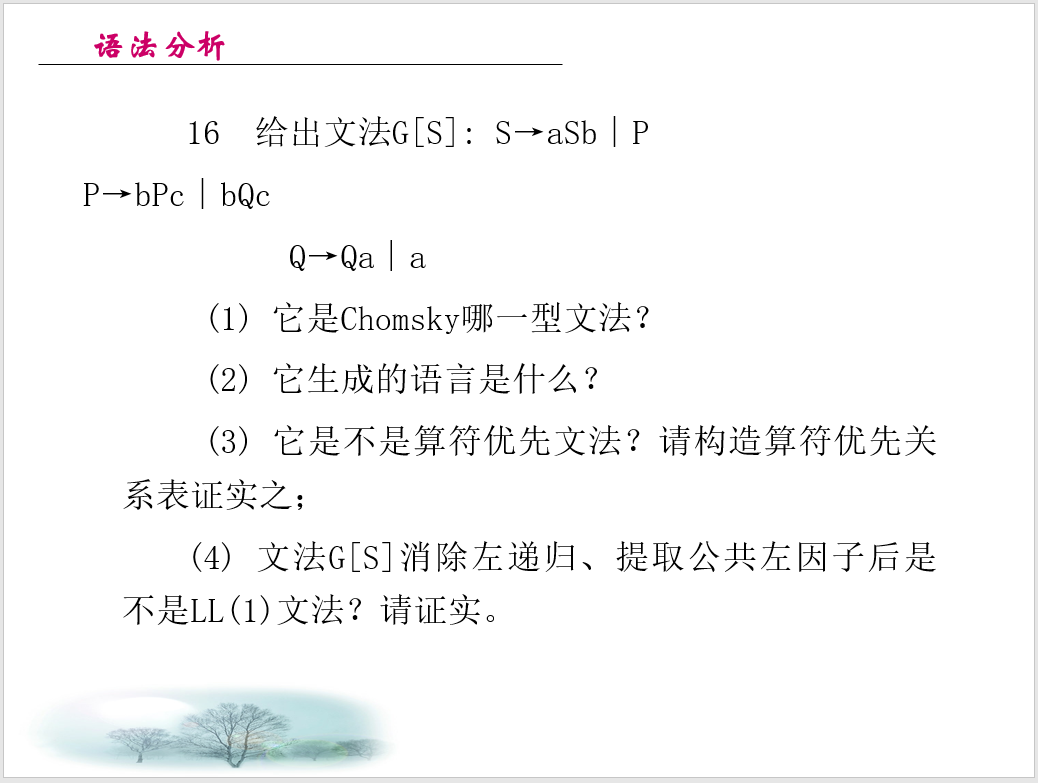 语法分析
16 给出文法G[S]: S→aSb｜P
P→bPc｜bQc
Q→Qa｜a
(1) 它是Chomsky哪一型文法?
(2) 它生成的语言是什么?
(3) 它是不是算符优先文法? 请构造算符优先关
系表证实之;
(4) 文法G[S]消除左递归、提取公共左因子后是
不是LL(1)文法? 请证实。